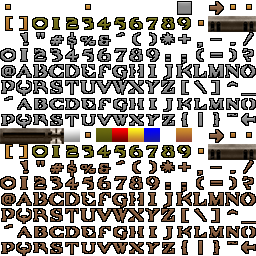 →
[ ] 0123456789
! " # $ % & ' ( ) * + , - . /
0123456789 : ; < = > ?
@ABCDEFGHIJKLMNO
PQRSTUVWXYZ [ \ ] ^ _
` ABCDEFGHIJKLMNO
PQRSTUVWXYZ { | } ~ ←
→
[ ] 0123456789
! " # $ % & ' ( ) * + , - . /
0123456789 : ; < = > ?
@ABCDEFGHIJKLMNO
PQRSTUVWXYZ [ \ ] ^ _
` ABCDEFGHIJKLMNO
PQRSTUVWXYZ { | } ~ ←